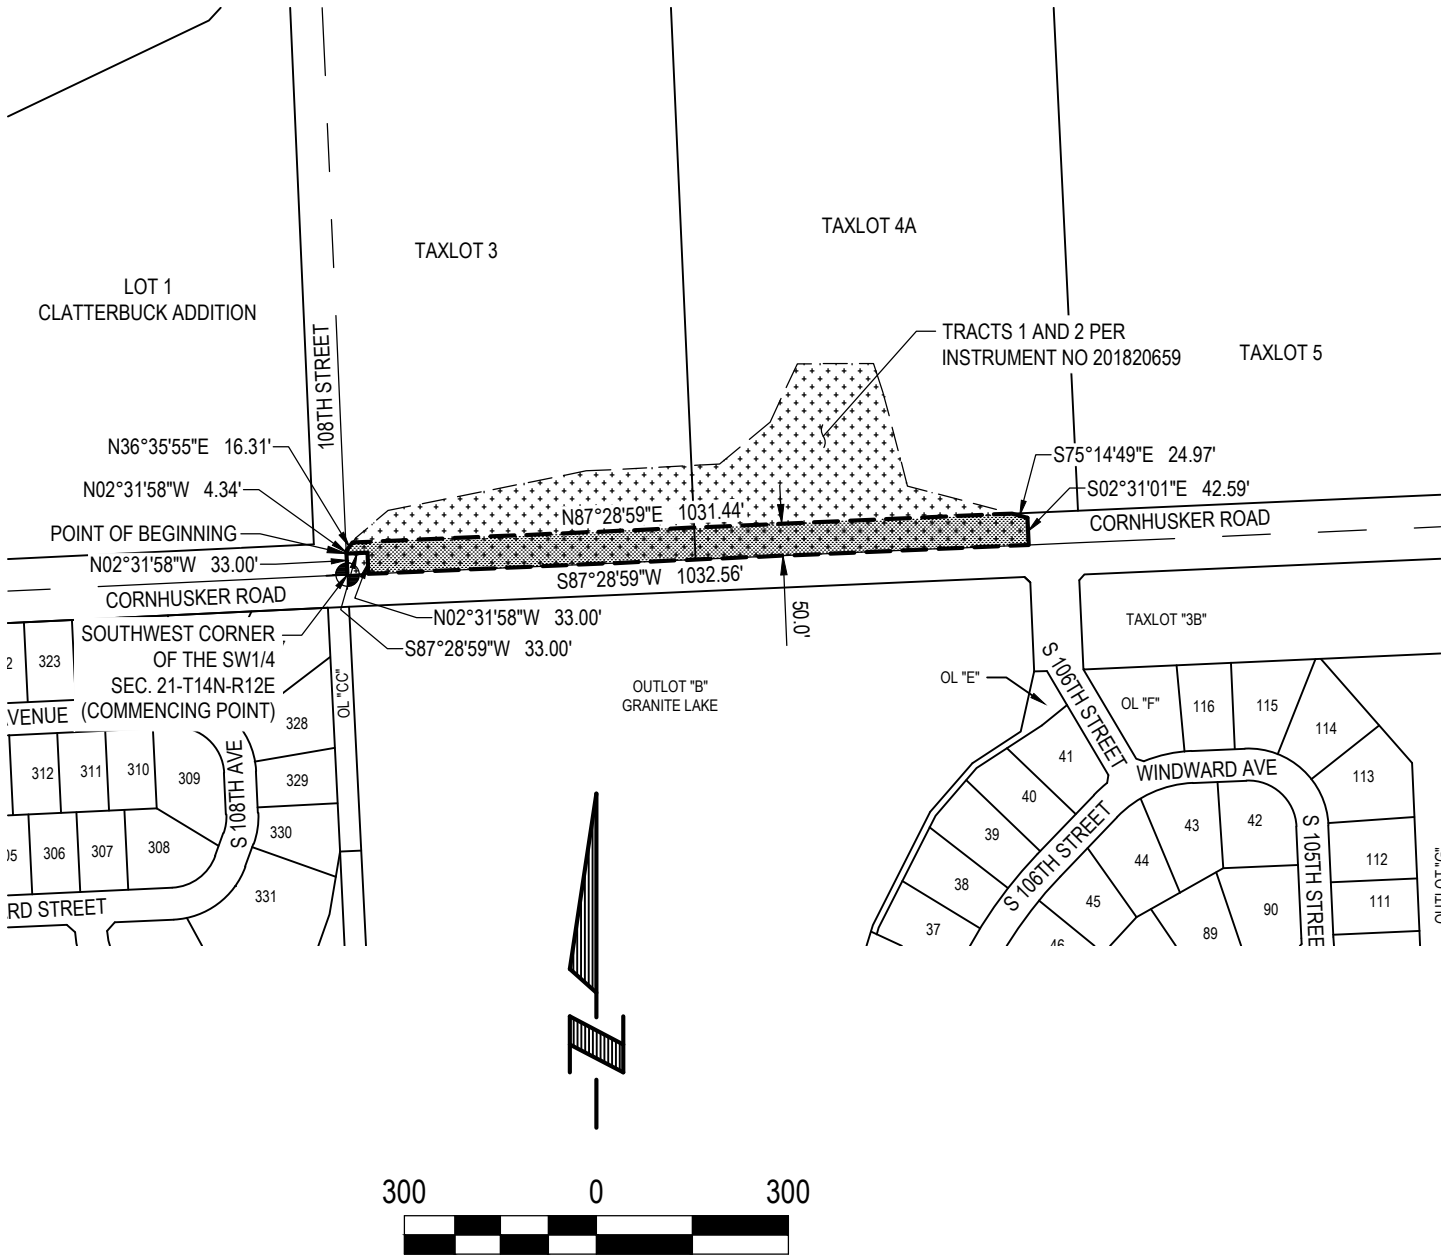 TAXLOT 3
TAXLOT 4A
LOT 1
CLATTERBUCK ADDITION
108TH STREET
TRACTS 1 AND 2 PER
INSTRUMENT NO 201820659
TAXLOT 5
N36°35'55"E 16.31'
N02°31'58"W 4.34'
POINT OF BEGINNING
N02°31'58"W 33.00'
CORNHUSKER ROAD
N87°28'59"E 1031.44'
S75°14'49"E 24.97'
S02°31'01"E 42.59'
CORNHUSKER ROAD
S87°28'59"W 1032.56'
50.0'
N02°31'58"W 33.00'
S87°28'59"W 33.00'
SOUTHWEST CORNER
OF THE SW1/4
SEC. 21-T14N-R12E
(COMMENCING POINT)
2
323
VENUE
312
311
310
309
S 108TH AVE
328
329
330
331
OL "CC"
05
306
307
308
RD STREET
OUTLOT "B"
GRANITE LAKE
TAXLOT "3B"
OL "E"
S 106TH STREET
OL "F"
116
115
114
113
112
111
WINDWARD AVE
41
40
39
38
37
S 106TH STREET
42
43
44
45
46
89
90
S 105TH STREE
OUTLOT "C"
300 0 300